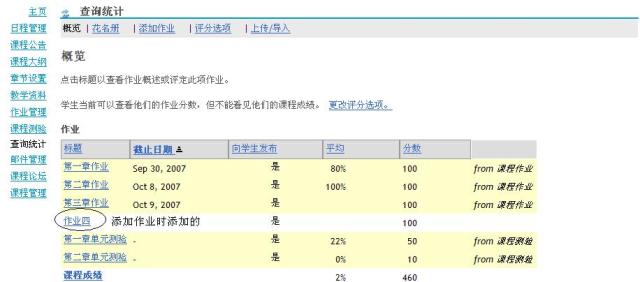 主页
日程管理
课程公告
课程大纲
章节设置
教学资料
作业管理
课程测验
查询统计
邮件管理
课程论坛
课程管理
查询统计
概览 | 花名册 | 添加作业 | 评分选项 | 上传/导入
概览
点击标题以查看作业概述或评定此项作业。
学生当前可以查看他们的作业分数，但不能看见他们的课程成绩。 更改评分选项。
作业
标题 截止日期 向学生发布 平均 分数
第一章作业 Sep 30, 2007 是 80% 100 from 课程作业
第二章作业 Oct 8, 2007 是 100% 100 from 课程作业
第三章作业 Oct 9, 2007 是 100 from 课程作业
作业四 添加作业时添加的 是 100
第一章单元测验 - 是 22% 50 from 课程测验
第二章单元测验 - 是 0% 10 from 课程测验
课程成绩 2% 460